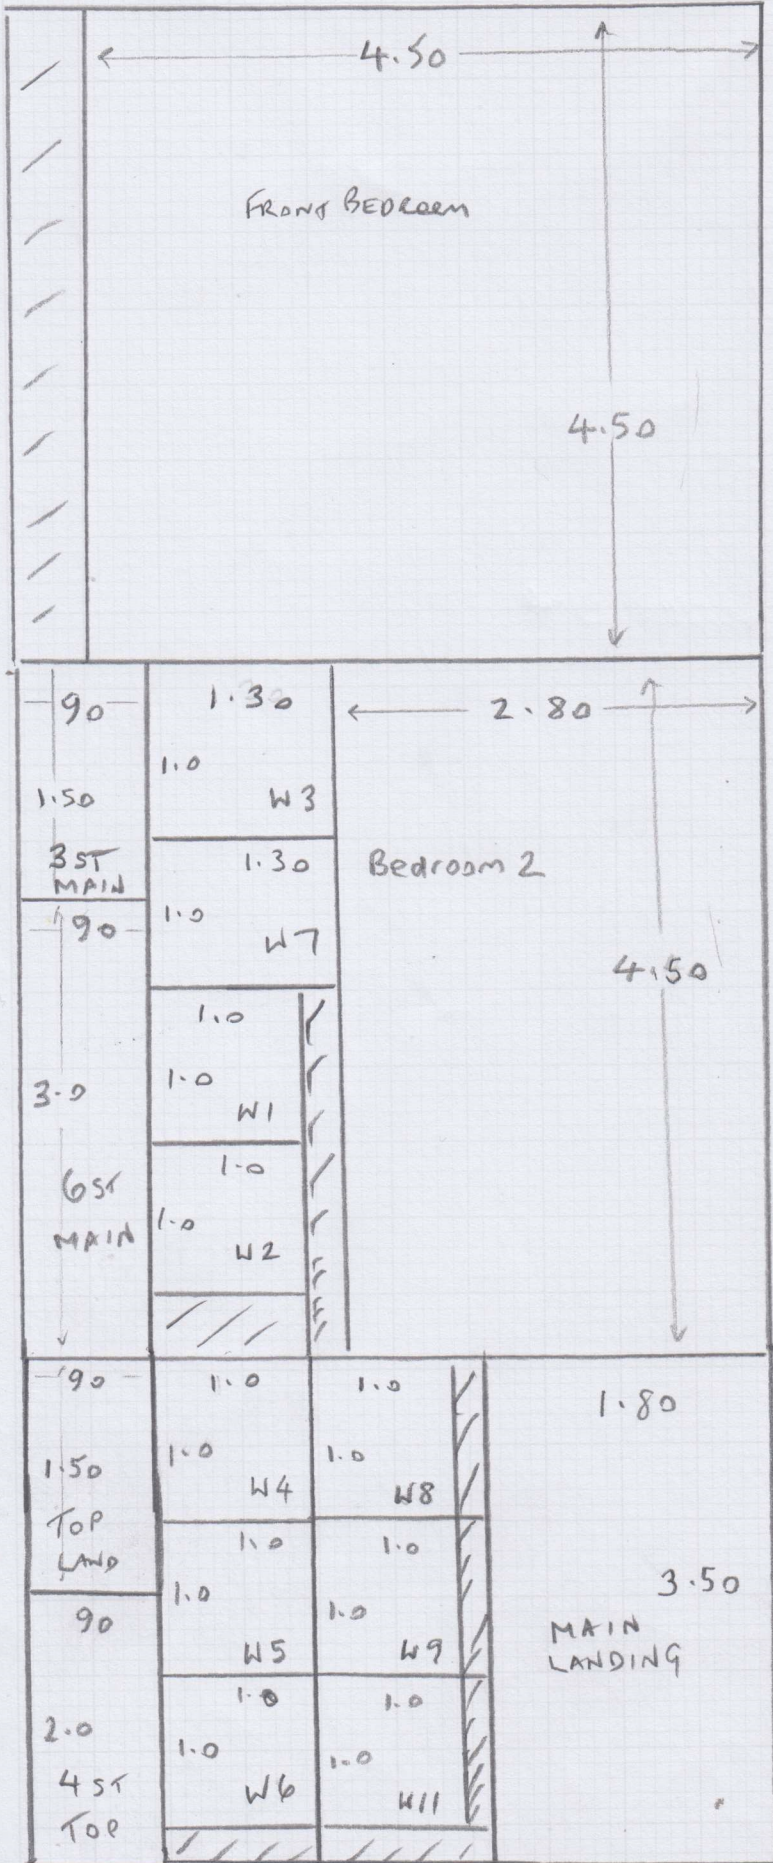 4.50
FRONT BEDROOM
4.50
90
1.50
3ST
MAIN
1.30
1.0
W3
2.80
Bedroom 2
4.50
1.30
1.0
W7
90
3.0
6ST
MAIN
1.0
1.0
W1
1.0
1.0
W2
90
1.50
TOP
LAND
1.0
1.0
W4
1.0
1.0
W8
1.80
3.50
MAIN
LANDING
1.0
1.0
W5
1.0
1.0
W9
90
2.0
4ST
TOP
1.0
1.0
W6
1.0
1.0
W11